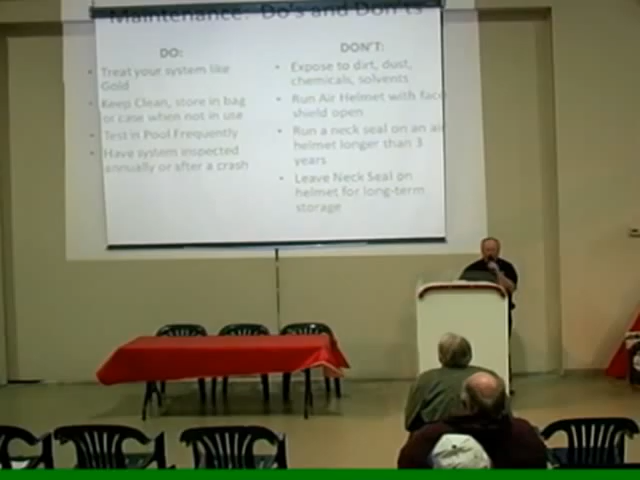 Maintenance: Do's and Don'ts
DO:
• Treat your system like
Gold
• Keep Clean, store in bag
or case when not in use
• Test in Pool Frequently
• Have system inspected
annually or after a crash
DON'T:
• Expose to dirt, dust,
chemicals, solvents
• Run Air Helmet with face
shield open
• Run a neck seal on an air
helmet longer than 3
years
• Leave Neck Seal on
helmet for long-term
storage